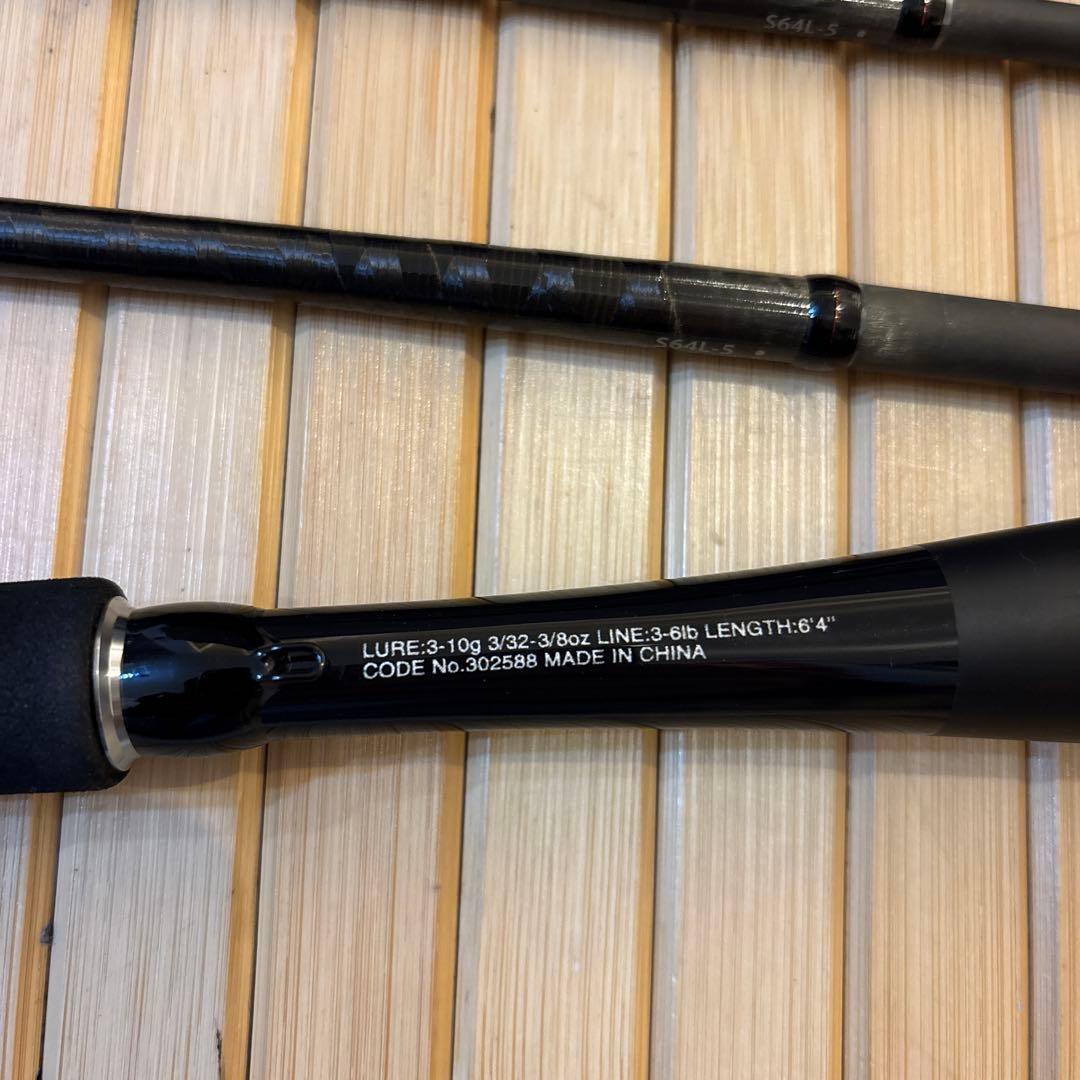 S64L-5
S64L-5
LURE:3-10g 3/32-3/8oz LINE:3-6lb LENGTH:6'4"
CODE No.302588 MADE IN CHINA